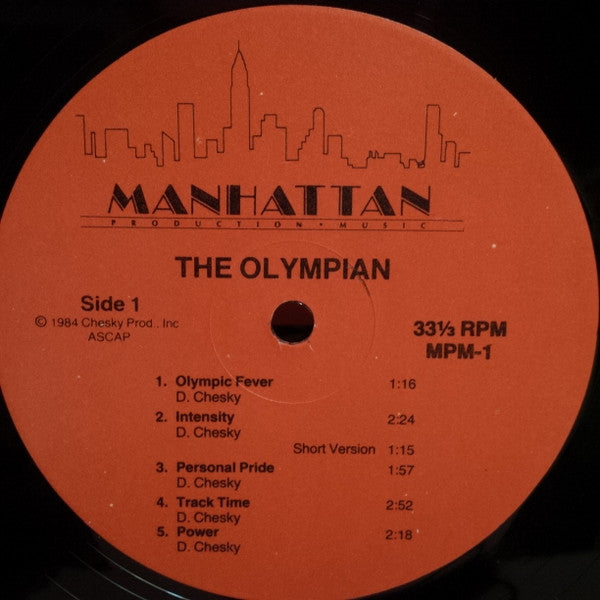 MANHATTAN
PRODUCTION • MUSIC
THE OLYMPIAN
Side 1
© 1984 Chesky Prod., Inc
ASCAP
33⅓ RPM
MPM-1
1. Olympic Fever 1:16
D. Chesky
2. Intensity 2:24
D. Chesky
Short Version 1:15
3. Personal Pride 1:57
D. Chesky
4. Track Time 2:52
D. Chesky
5. Power 2:18
D. Chesky